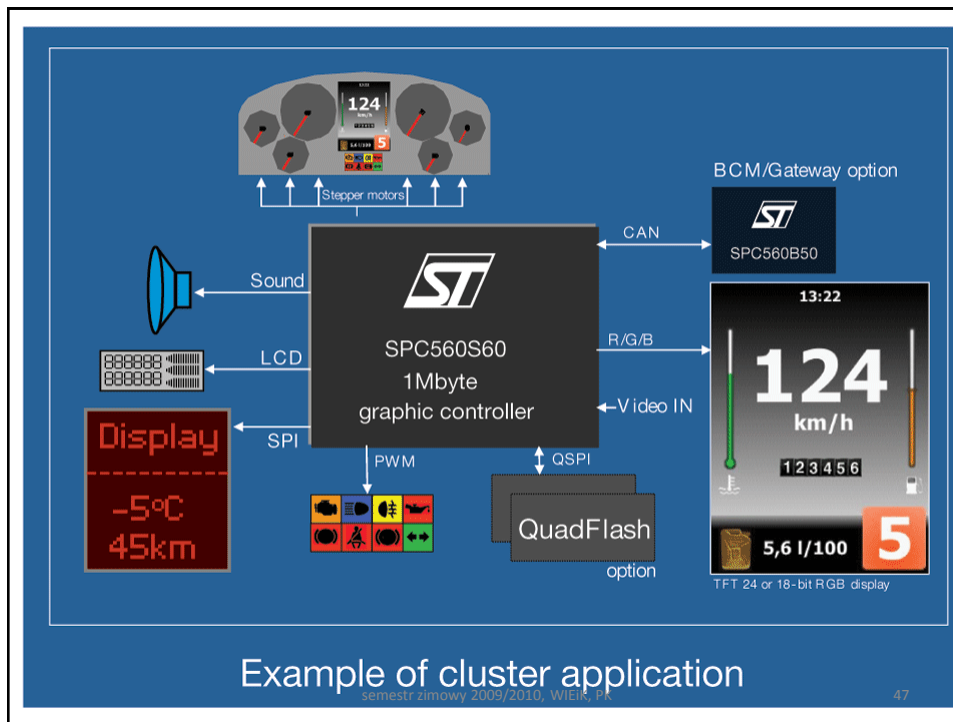 124
km/h
5,6 l/100
5
Stepper motors
BCM/Gateway option
ST
SPC560B50
CAN
Sound
ST
SPC560S60
1Mbyte
graphic controller
R/G/B
Video IN
LCD
SPI
PWM
QSPI
Display
-5°C
45km
QuadFlash
option
13:22
124
km/h
123456
5,6 l/100
5
TFT 24 or 18-bit RGB display
Example of cluster application
semestr zimowy 2009/2010, WIEiK, PK
47